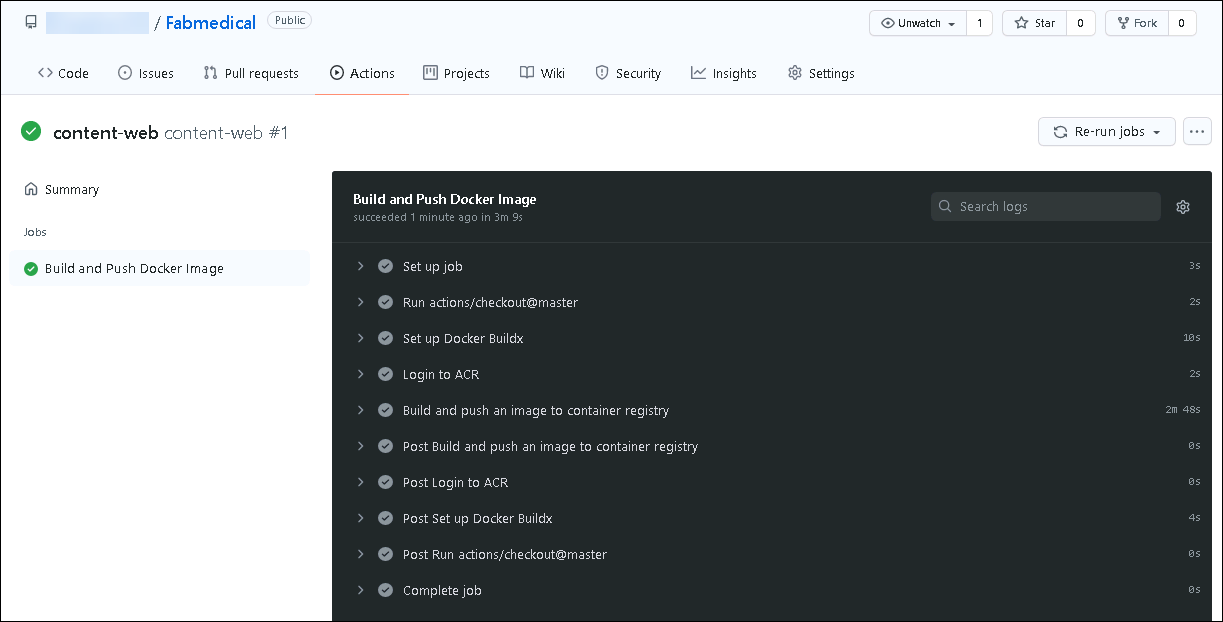 / Fabmedical Public Unwatch 1 Star 0 Fork 0
Code Issues Pull requests Actions Projects Wiki Security Insights Settings
content-web content-web #1 Re-run jobs
Summary
Jobs
Build and Push Docker Image
Build and Push Docker Image
succeeded 1 minute ago in 3m 9s
Search logs
Set up job 3s
Run actions/checkout@master 2s
Set up Docker Buildx 10s
Login to ACR 2s
Build and push an image to container registry 2m 48s
Post Build and push an image to container registry 0s
Post Login to ACR 0s
Post Set up Docker Buildx 4s
Post Run actions/checkout@master 0s
Complete job 0s